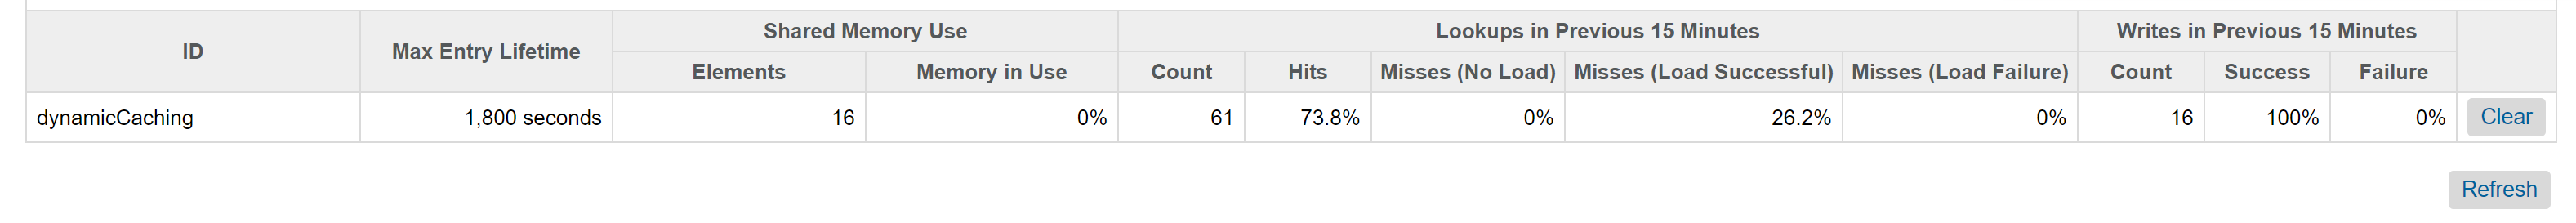 ID Max Entry Lifetime Shared Memory Use Lookups in Previous 15 Minutes Writes in Previous 15 Minutes
Elements Memory in Use Count Hits Misses (No Load) Misses (Load Successful) Misses (Load Failure) Count Success Failure
dynamicCaching 1,800 seconds 16 0% 61 73.8% 0% 26.2% 0% 16 100% 0% Clear
Refresh